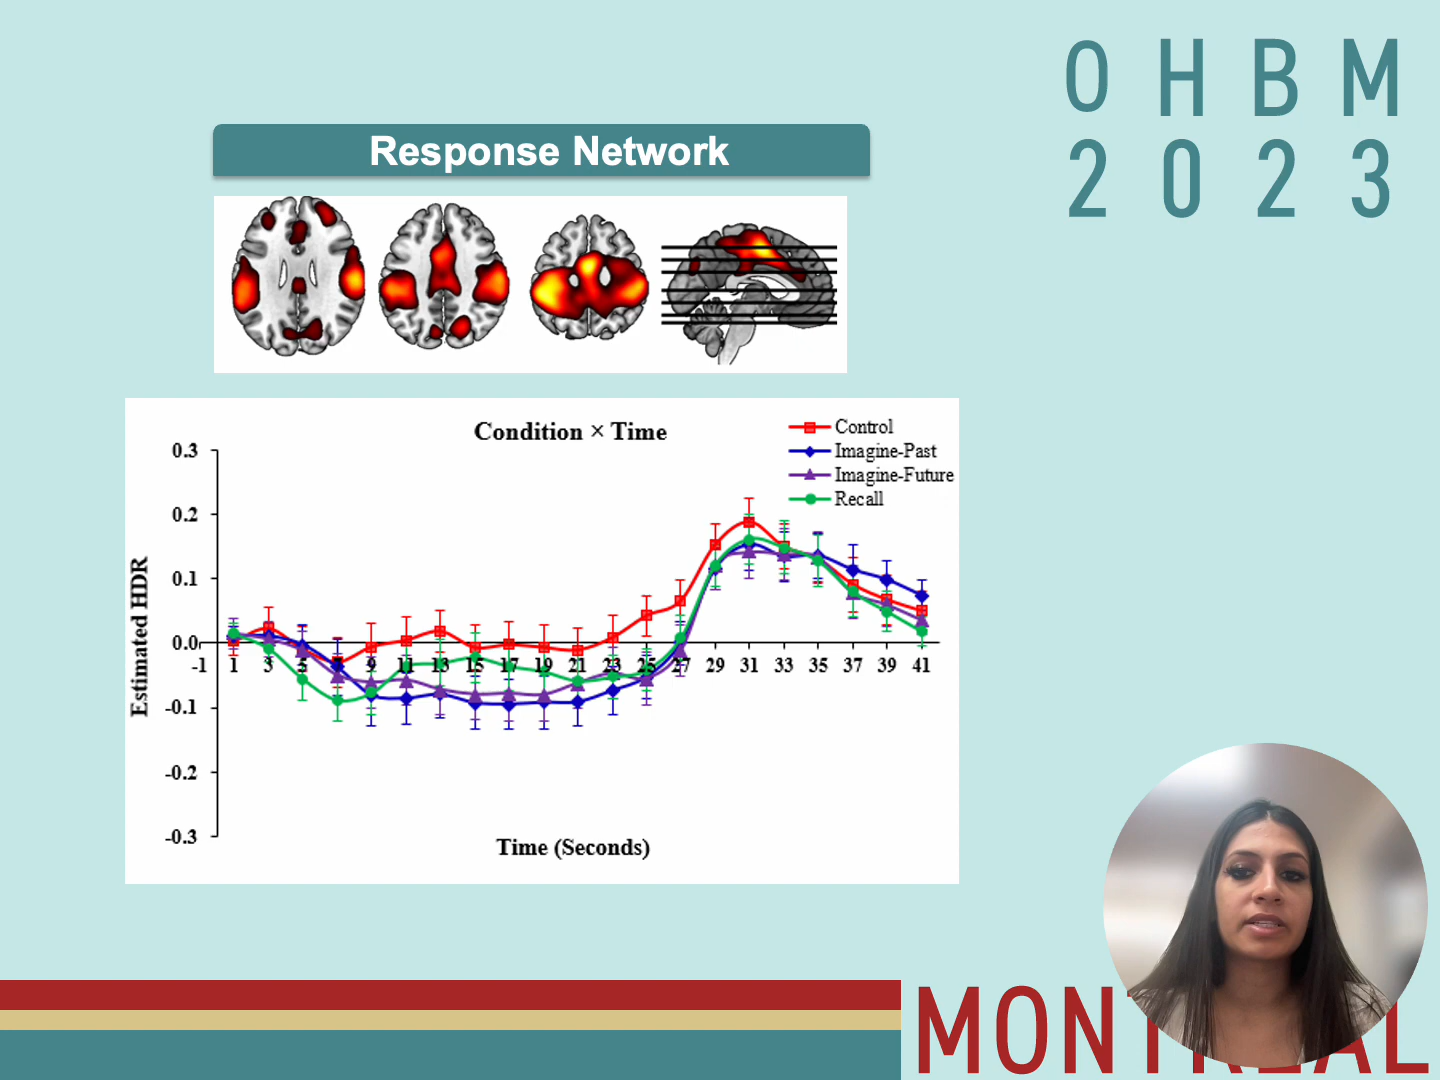 O H B M
2 0 2 3
Response Network
Condition × Time
Control
Imagine-Past
Imagine-Future
Recall
0.3
0.2
0.1
0.0
-0.1
-0.2
-0.3
Estimated HDR
-1 1 3 5 7 9 11 13 15 17 19 21 23 25 27 29 31 33 35 37 39 41
Time (Seconds)